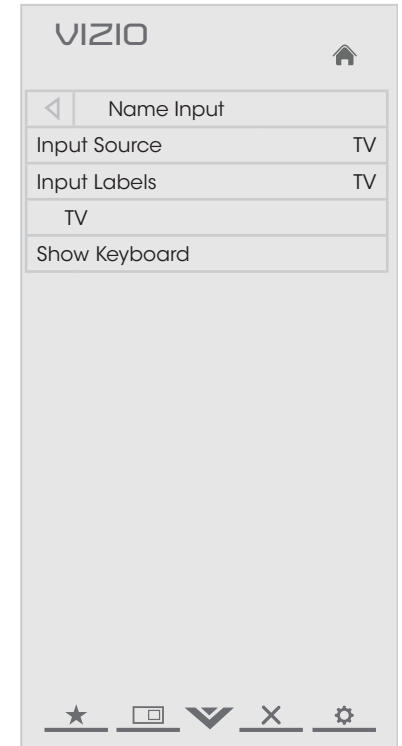 VIZIO
Name Input
Input Source TV
Input Labels TV
TV
Show Keyboard